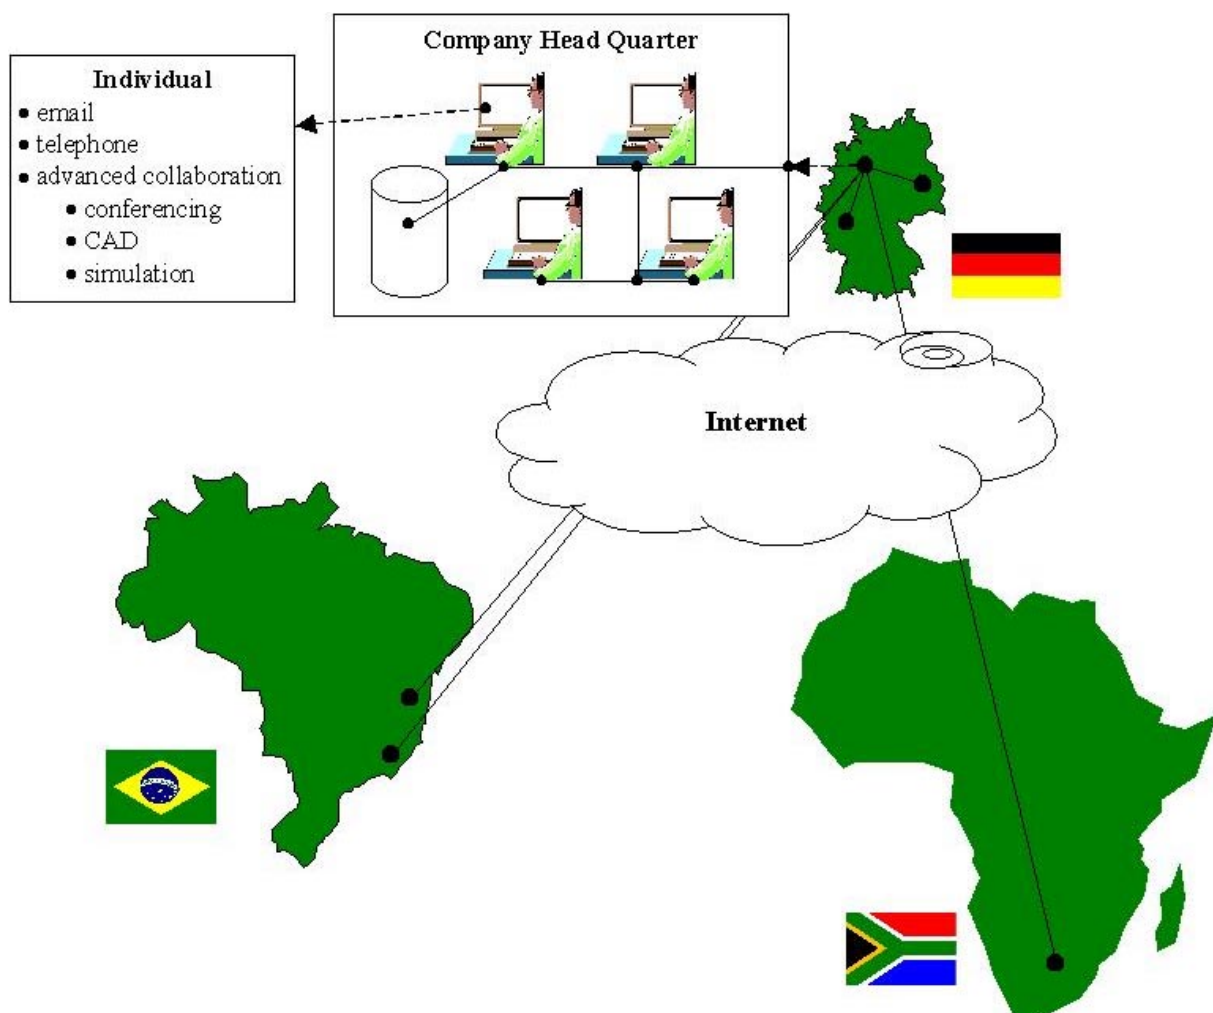 Company Head Quarter
Individual
email
telephone
advanced collaboration
conferencing
CAD
simulation
Internet